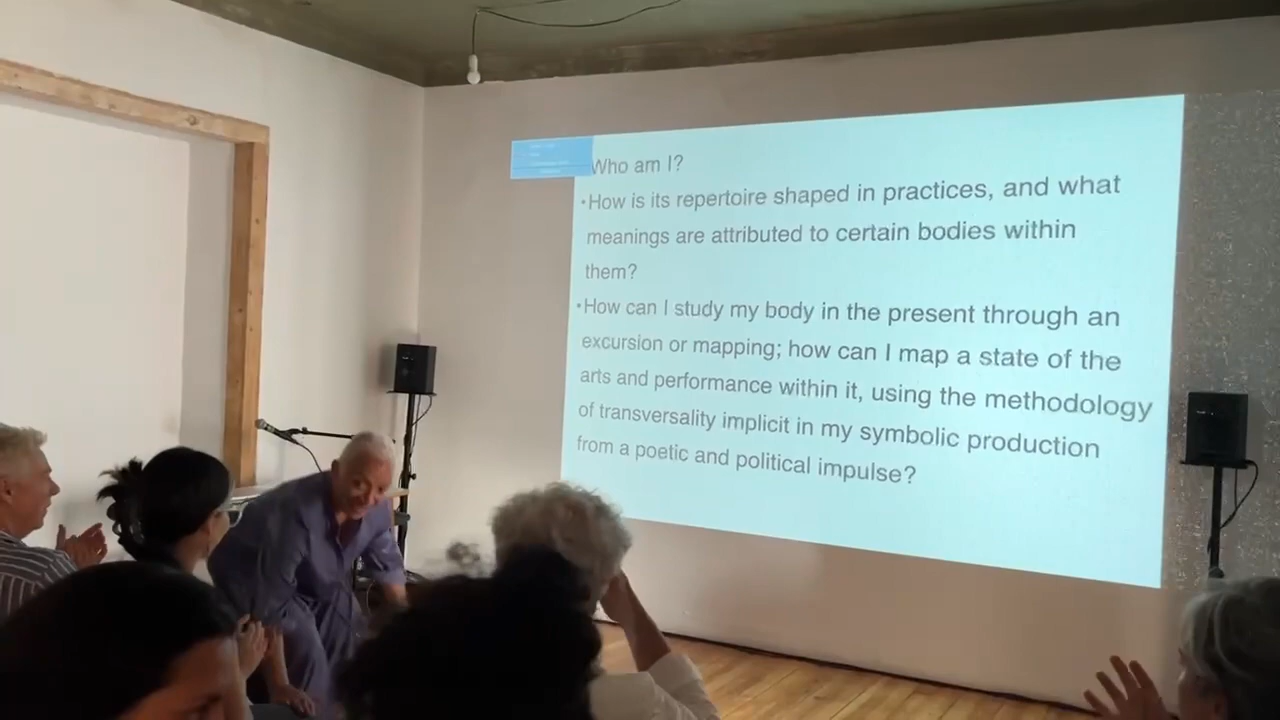 Who am I?
•How is its repertoire shaped in practices, and what
meanings are attributed to certain bodies within
them?
•How can I study my body in the present through an
excursion or mapping; how can I map a state of the
arts and performance within it, using the methodology
of transversality implicit in my symbolic production
from a poetic and political impulse?